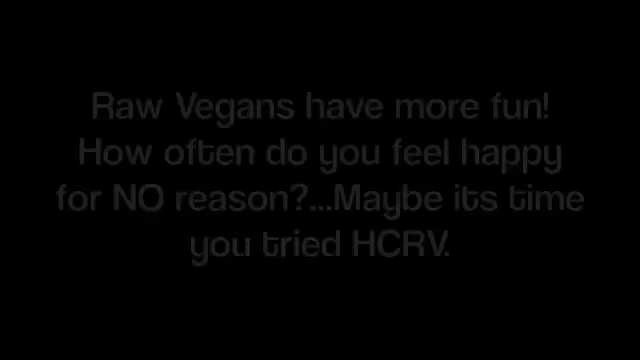 Raw Vegans have more fun!
How often do you feel happy
for NO reason?...Maybe its time
you tried HCRV.